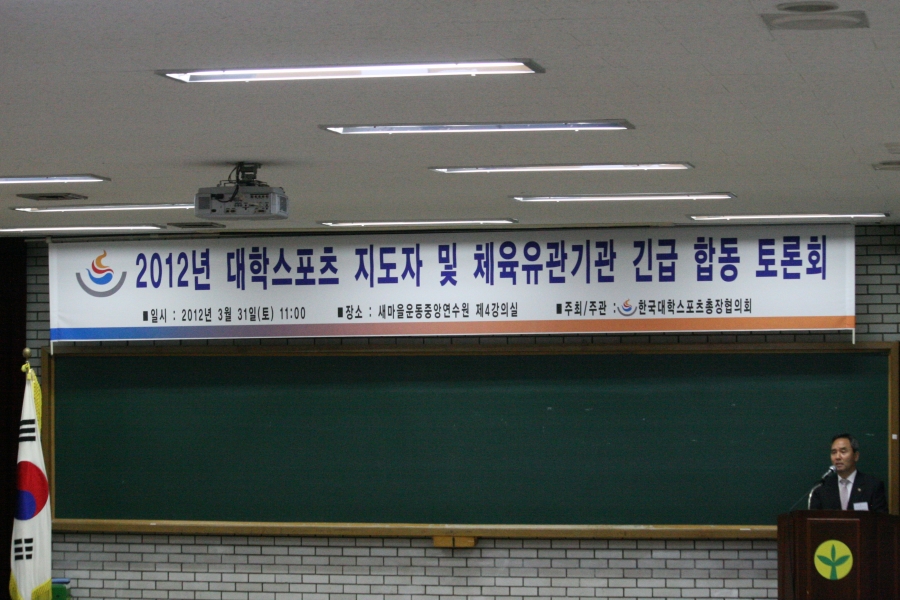 2012년 대학스포츠 지도자 및 체육유관기관 긴급 합동 토론회
■일시 : 2012년 3월 31일(토) 11:00 ■장소 : 새마을운동중앙연수원 제4강의실 ■주최/주관 : 한국대학스포츠총장협의회